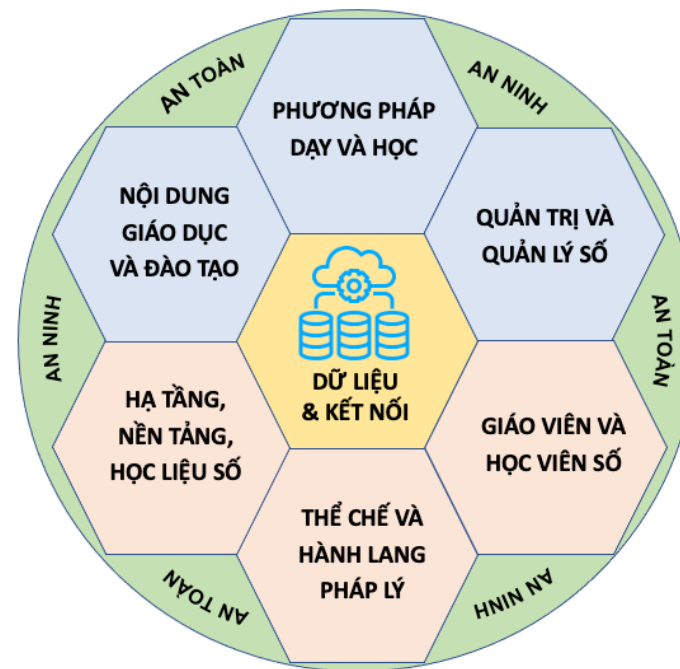 AN TOÀN
AN NINH
PHƯƠNG PHÁP
DẠY VÀ HỌC
NỘI DUNG
GIÁO DỤC
VÀ ĐÀO TẠO
QUẢN TRỊ VÀ
QUẢN LÝ SỐ
AN NINH
AN TOÀN
DỮ LIỆU
& KẾT NỐI
HẠ TẦNG,
NỀN TẢNG,
HỌC LIỆU SỐ
GIÁO VIÊN VÀ
HỌC VIÊN SỐ
THỂ CHẾ VÀ
HÀNH LANG
PHÁP LÝ
AN TOÀN
AN NINH